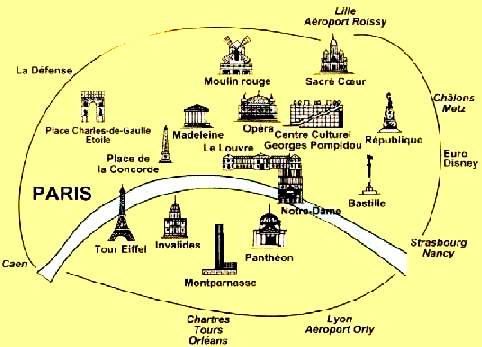 Lille
Aéroport Roissy
La Défense
Moulin rouge
Sacré Cœur
Châlons
Metz
Place Charles-de-Gaulle
Etoile
Madeleine
Opéra
Centre Culturel
Georges Pompidou
République
Place de
la Concorde
Le Louvre
Euro
Disney
PARIS
Notre-Dame
Bastille
Tour Eiffel
Invalides
Panthéon
Strasbourg
Nancy
Caen
Montparnasse
Chartres
Tours
Orléans
Lyon
Aéroport Orly